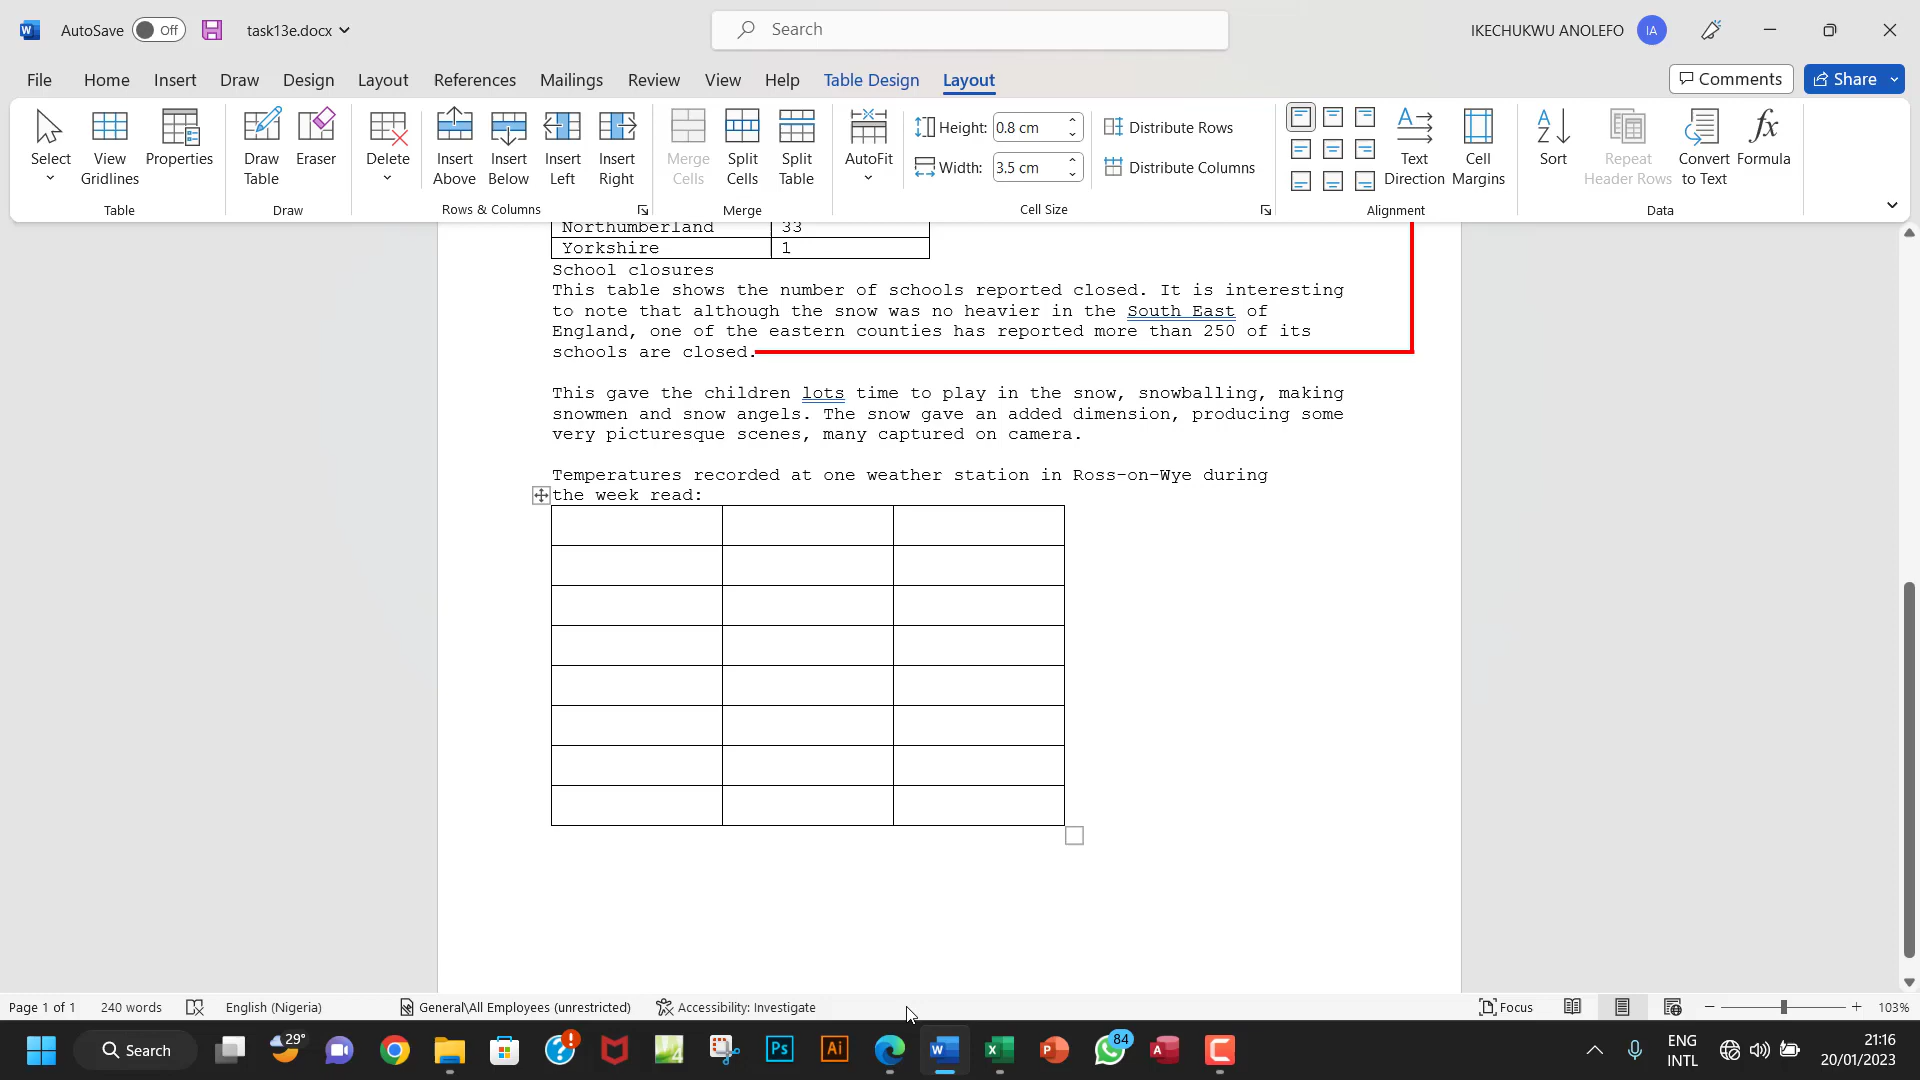 AutoSave Off task13e.docx Search IKECHUKWU ANOLEFO IA
File Home Insert Draw Design Layout References Mailings Review View Help Table Design Layout Comments Share
Select View Gridlines Properties Draw Table Eraser Delete Insert Above Insert Below Insert Left Insert Right Merge Cells Split Cells Split Table AutoFit Height: 0.8 cm Distribute Rows Text Direction Cell Margins Sort Repeat Header Rows Convert to Text Formula
Width: 3.5 cm Distribute Columns
Table Draw Rows & Columns Merge Cell Size Alignment Data
Northumberland 33
Yorkshire 1
School closures
This table shows the number of schools reported closed. It is interesting
to note that although the snow was no heavier in the South East of
England, one of the eastern counties has reported more than 250 of its
schools are closed.
This gave the children lots time to play in the snow, snowballing, making
snowmen and snow angels. The snow gave an added dimension, producing some
very picturesque scenes, many captured on camera.
Temperatures recorded at one weather station in Ross-on-Wye during
the week read:
Page 1 of 1 240 words English (Nigeria) General\All Employees (unrestricted) Accessibility: Investigate Focus 103%
Search 29° Ps Ai W X P 84 A C ENG INTL 21:16
20/01/2023